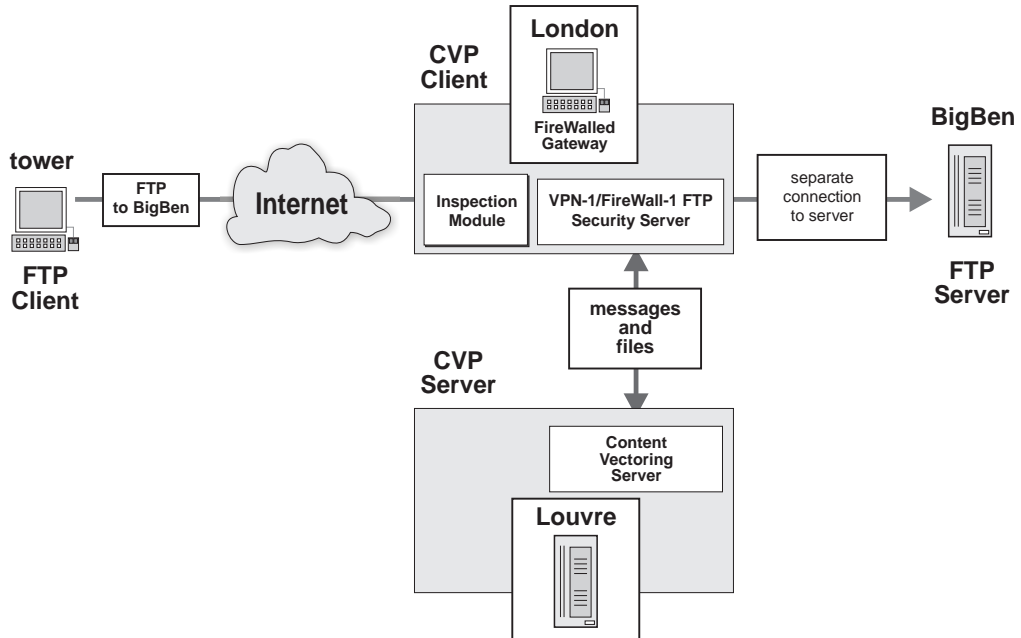 London
CVP
Client
FireWalled
Gateway
BigBen
tower
FTP
to BigBen
Internet
Inspection
Module
VPN-1/FireWall-1 FTP
Security Server
separate
connection
to server
FTP
Client
FTP
Server
messages
and
files
CVP
Server
Content
Vectoring
Server
Louvre